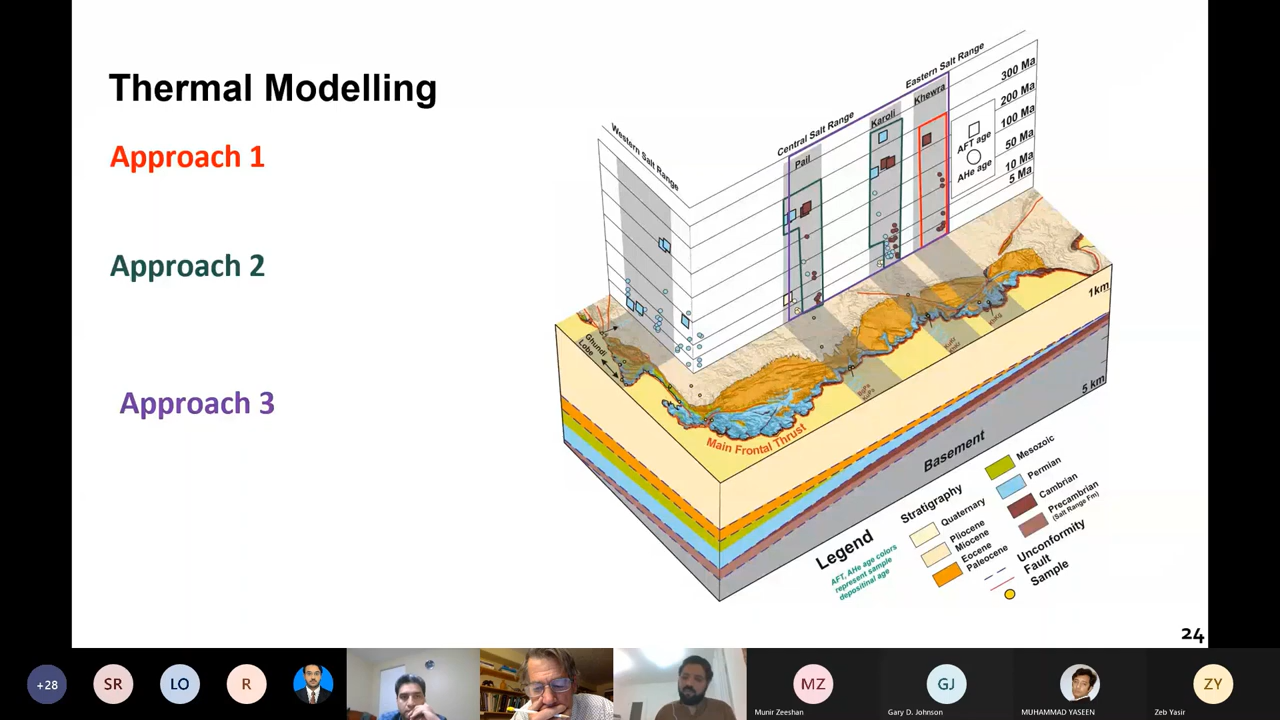 Thermal Modelling
Approach 1
Approach 2
Approach 3
Western Salt Range
Central Salt Range
Eastern Salt Range
Pail
Karoli
Khewra
300 Ma
200 Ma
100 Ma
50 Ma
10 Ma
5 Ma
AFT age
AHe age
Ghundi
Lobe
Main Frontal Thrust
1km
5 km
Basement
Legend
AFT, AHe age colors
represent sample
depositinal age
Stratigraphy
Quaternary
Pliocene
Miocene
Eocene
Paleocene
Mesozoic
Permian
Cambrian
Precambrian
(Salt Range Fm)
Unconformity
Fault
Sample
24
+28
SR
LO
R
MZ
Munir Zeeshan
GJ
Gary D. Johnson
MUHAMMAD YASEEN
ZY
Zeb Yasir